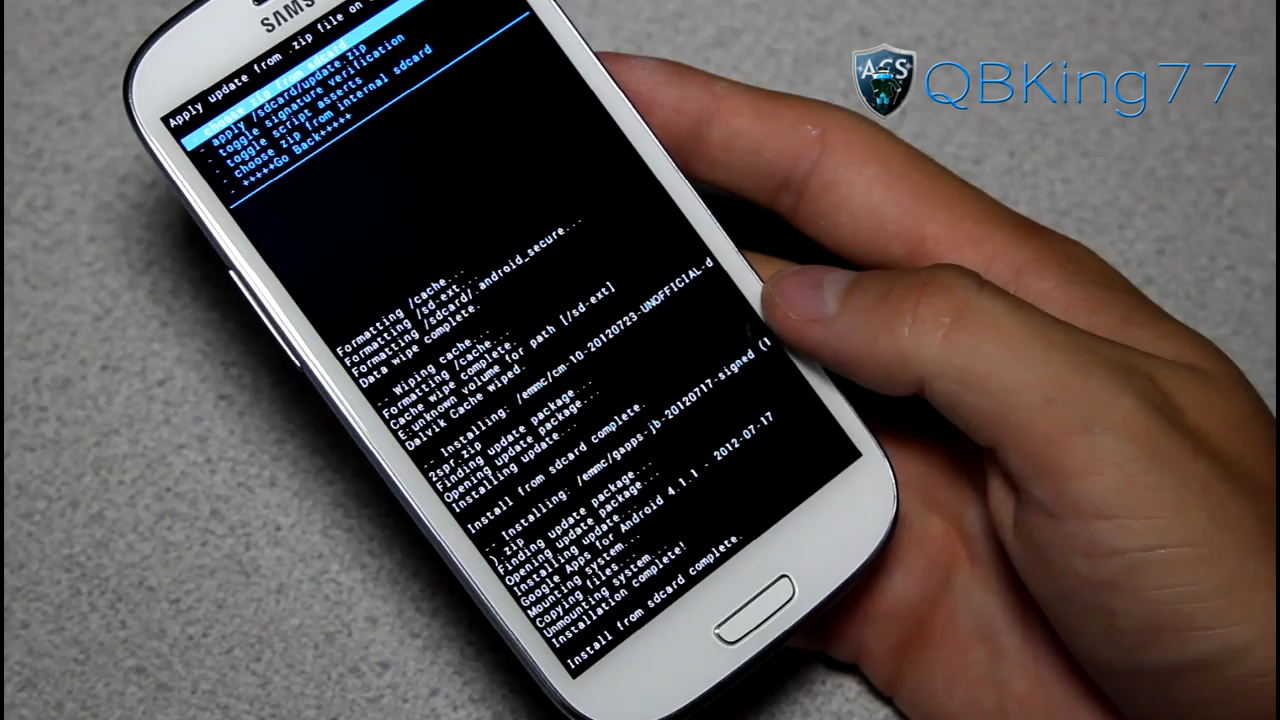 SAMS
Apply update from .zip file on
- choose zip from sdcard
- apply /sdcard/update.zip
- toggle signature verification
- toggle script asserts
- choose zip from internal sdcard
- +++++Go Back+++++
Formatting /cache...
Formatting /sd-ext...
Formatting /sdcard/ android_secure...
Data wipe complete.
-- Wiping cache...
Formatting /cache...
Cache wipe complete.
E:unknown volume for path [/sd-ext]
Dalvik Cache wiped.
-- Installing: /emmc/cm-10-20120723-UNOFFICIAL-d
2spr.zip
Finding update package...
Opening update package...
Installing update...
Install from sdcard complete.
-- Installing: /emmc/gapps-jb-20120717-signed (1
).zip
Finding update package...
Opening update package...
Installing update...
Google Apps for Android 4.1.1 - 2012-07-17
Mounting system...
Copying files...
Unmounting system...
Installation complete!
Install from sdcard complete.
ACS
QBKing77